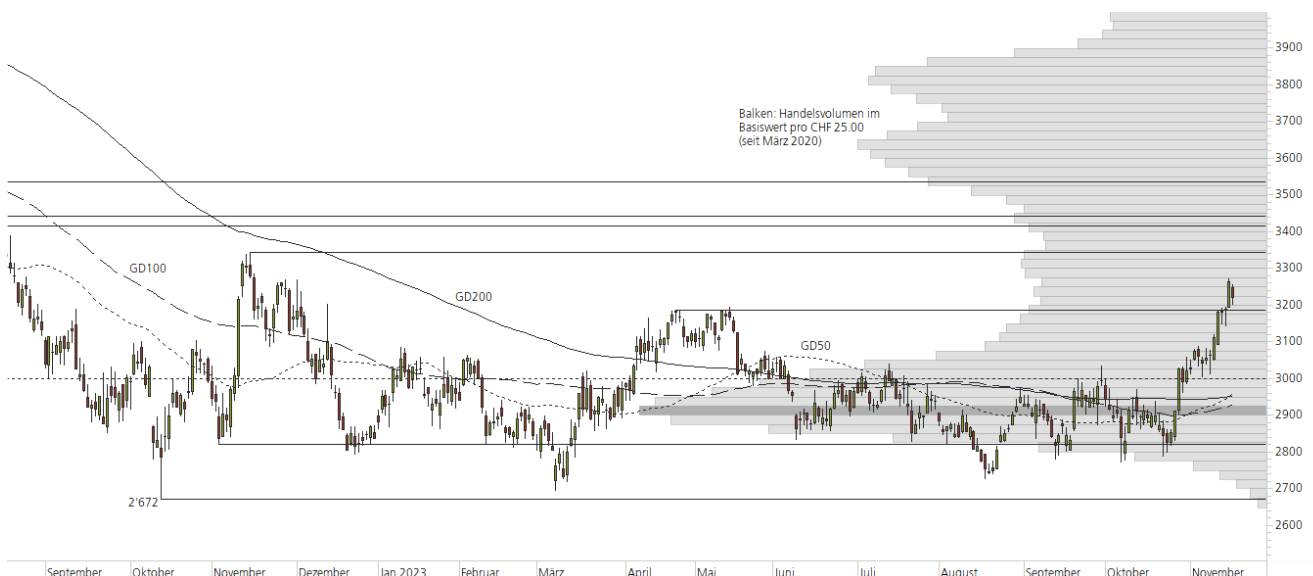 3900
3800
Balken: Handelsvolumen im
Basiswert pro CHF 25.00
(seit März 2020)
3700
3600
3500
3400
GD100
3300
GD200
3200
GD50
3100
3000
2900
2800
2'672
2700
2600
September
Oktober
November
Dezember
Jan 2023
Februar
März
April
Mai
Juni
Juli
August
September
Oktober
November